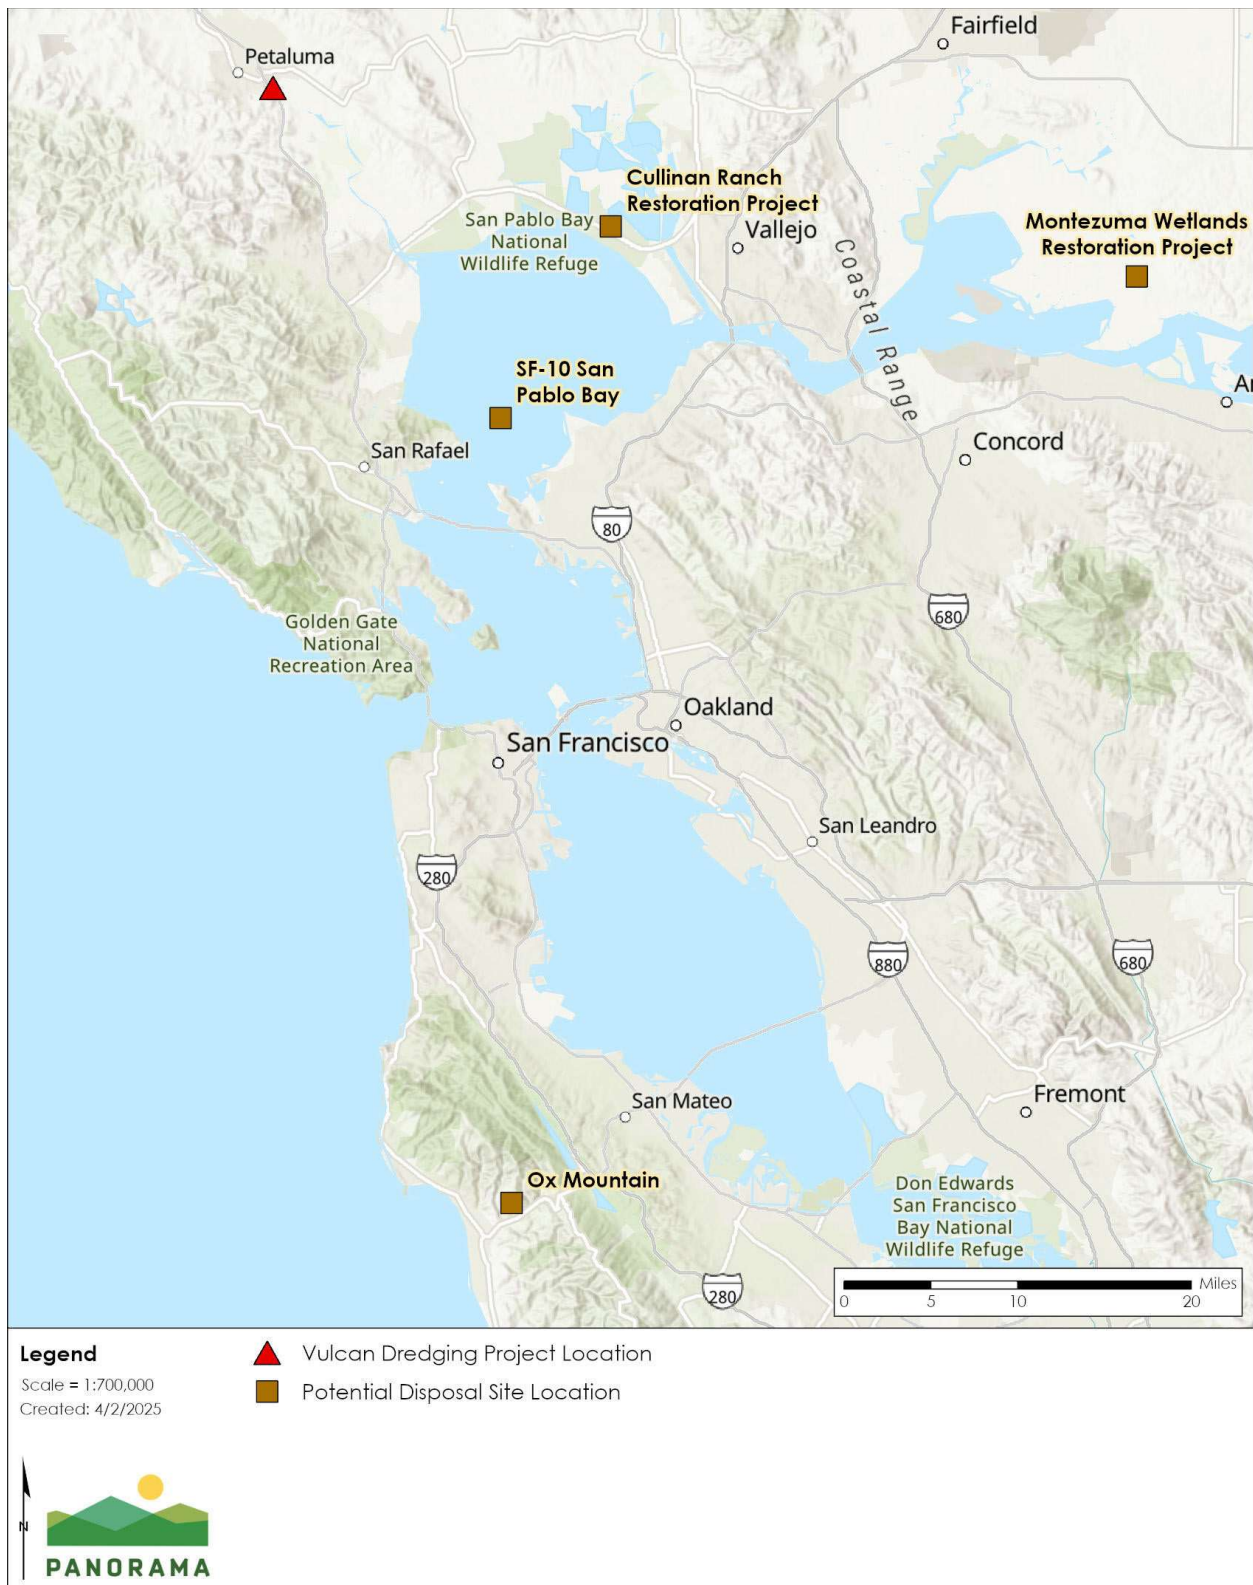 Fairfield
Petaluma
Cullinan Ranch
Restoration Project
San Pablo Bay
National
Wildlife Refuge
Vallejo
Montezuma Wetlands
Restoration Project
Coastal Range
SF-10 San
Pablo Bay
An
San Rafael
Concord
80
680
Golden Gate
National
Recreation Area
Oakland
San Francisco
San Leandro
280
880
680
Fremont
San Mateo
Ox Mountain
Don Edwards
San Francisco
Bay National
Wildlife Refuge
280
Miles
0 5 10 20
Legend
Scale = 1:700,000
Created: 4/2/2025
Vulcan Dredging Project Location
Potential Disposal Site Location
N
PANORAMA